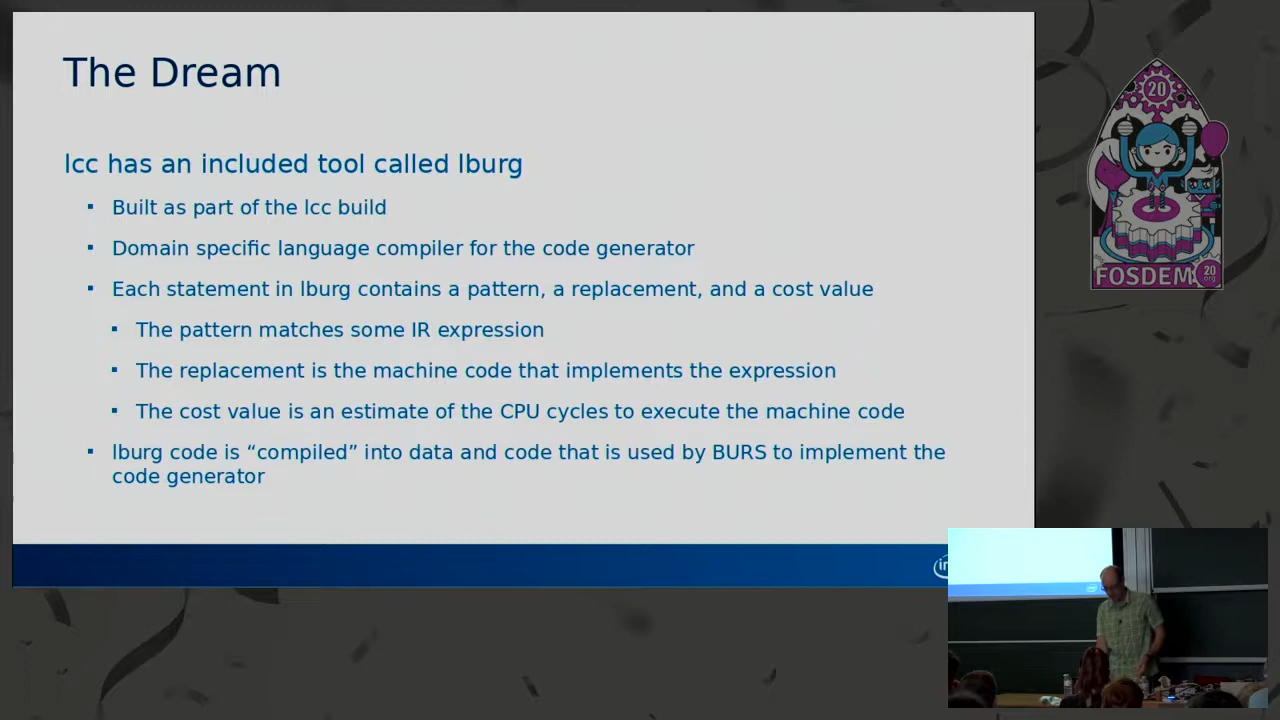 The Dream
lcc has an included tool called lburg
▪ Built as part of the lcc build
▪ Domain specific language compiler for the code generator
▪ Each statement in lburg contains a pattern, a replacement, and a cost value
▪ The pattern matches some IR expression
▪ The replacement is the machine code that implements the expression
▪ The cost value is an estimate of the CPU cycles to execute the machine code
▪ lburg code is “compiled” into data and code that is used by BURS to implement the
code generator
20
FOSDEM
20
org